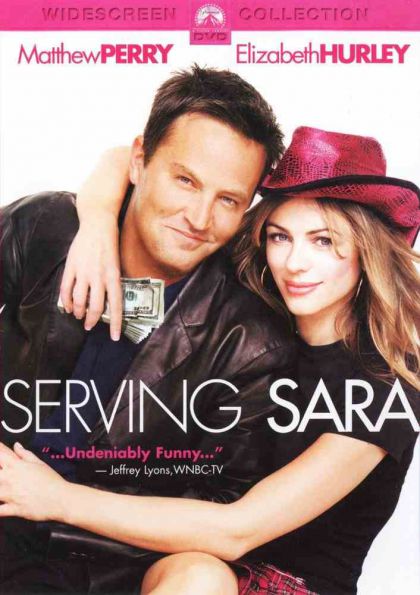 WIDESCREEN COLLECTION
DVD
MatthewPERRY ElizabethHURLEY
SERVING SARA
“...Undeniably Funny...”
— Jeffrey Lyons, WNBC-TV